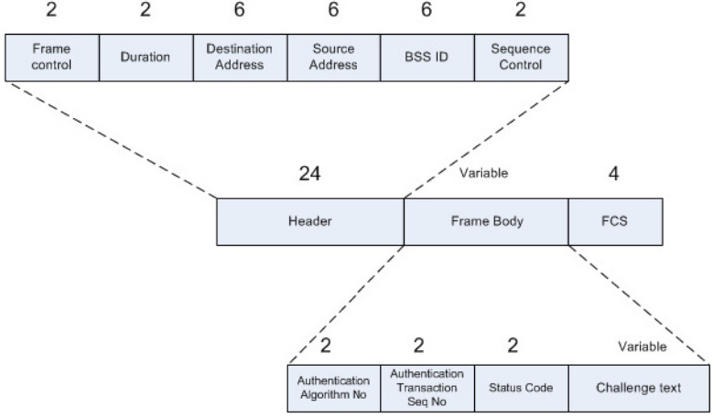 2 2 6 6 6 2
Frame control Duration Destination Address Source Address BSS ID Sequence Control
24 Variable 4
Header Frame Body FCS
2 2 2 Variable
Authentication Algorithm No Authentication Transaction Seq No Status Code Challenge text